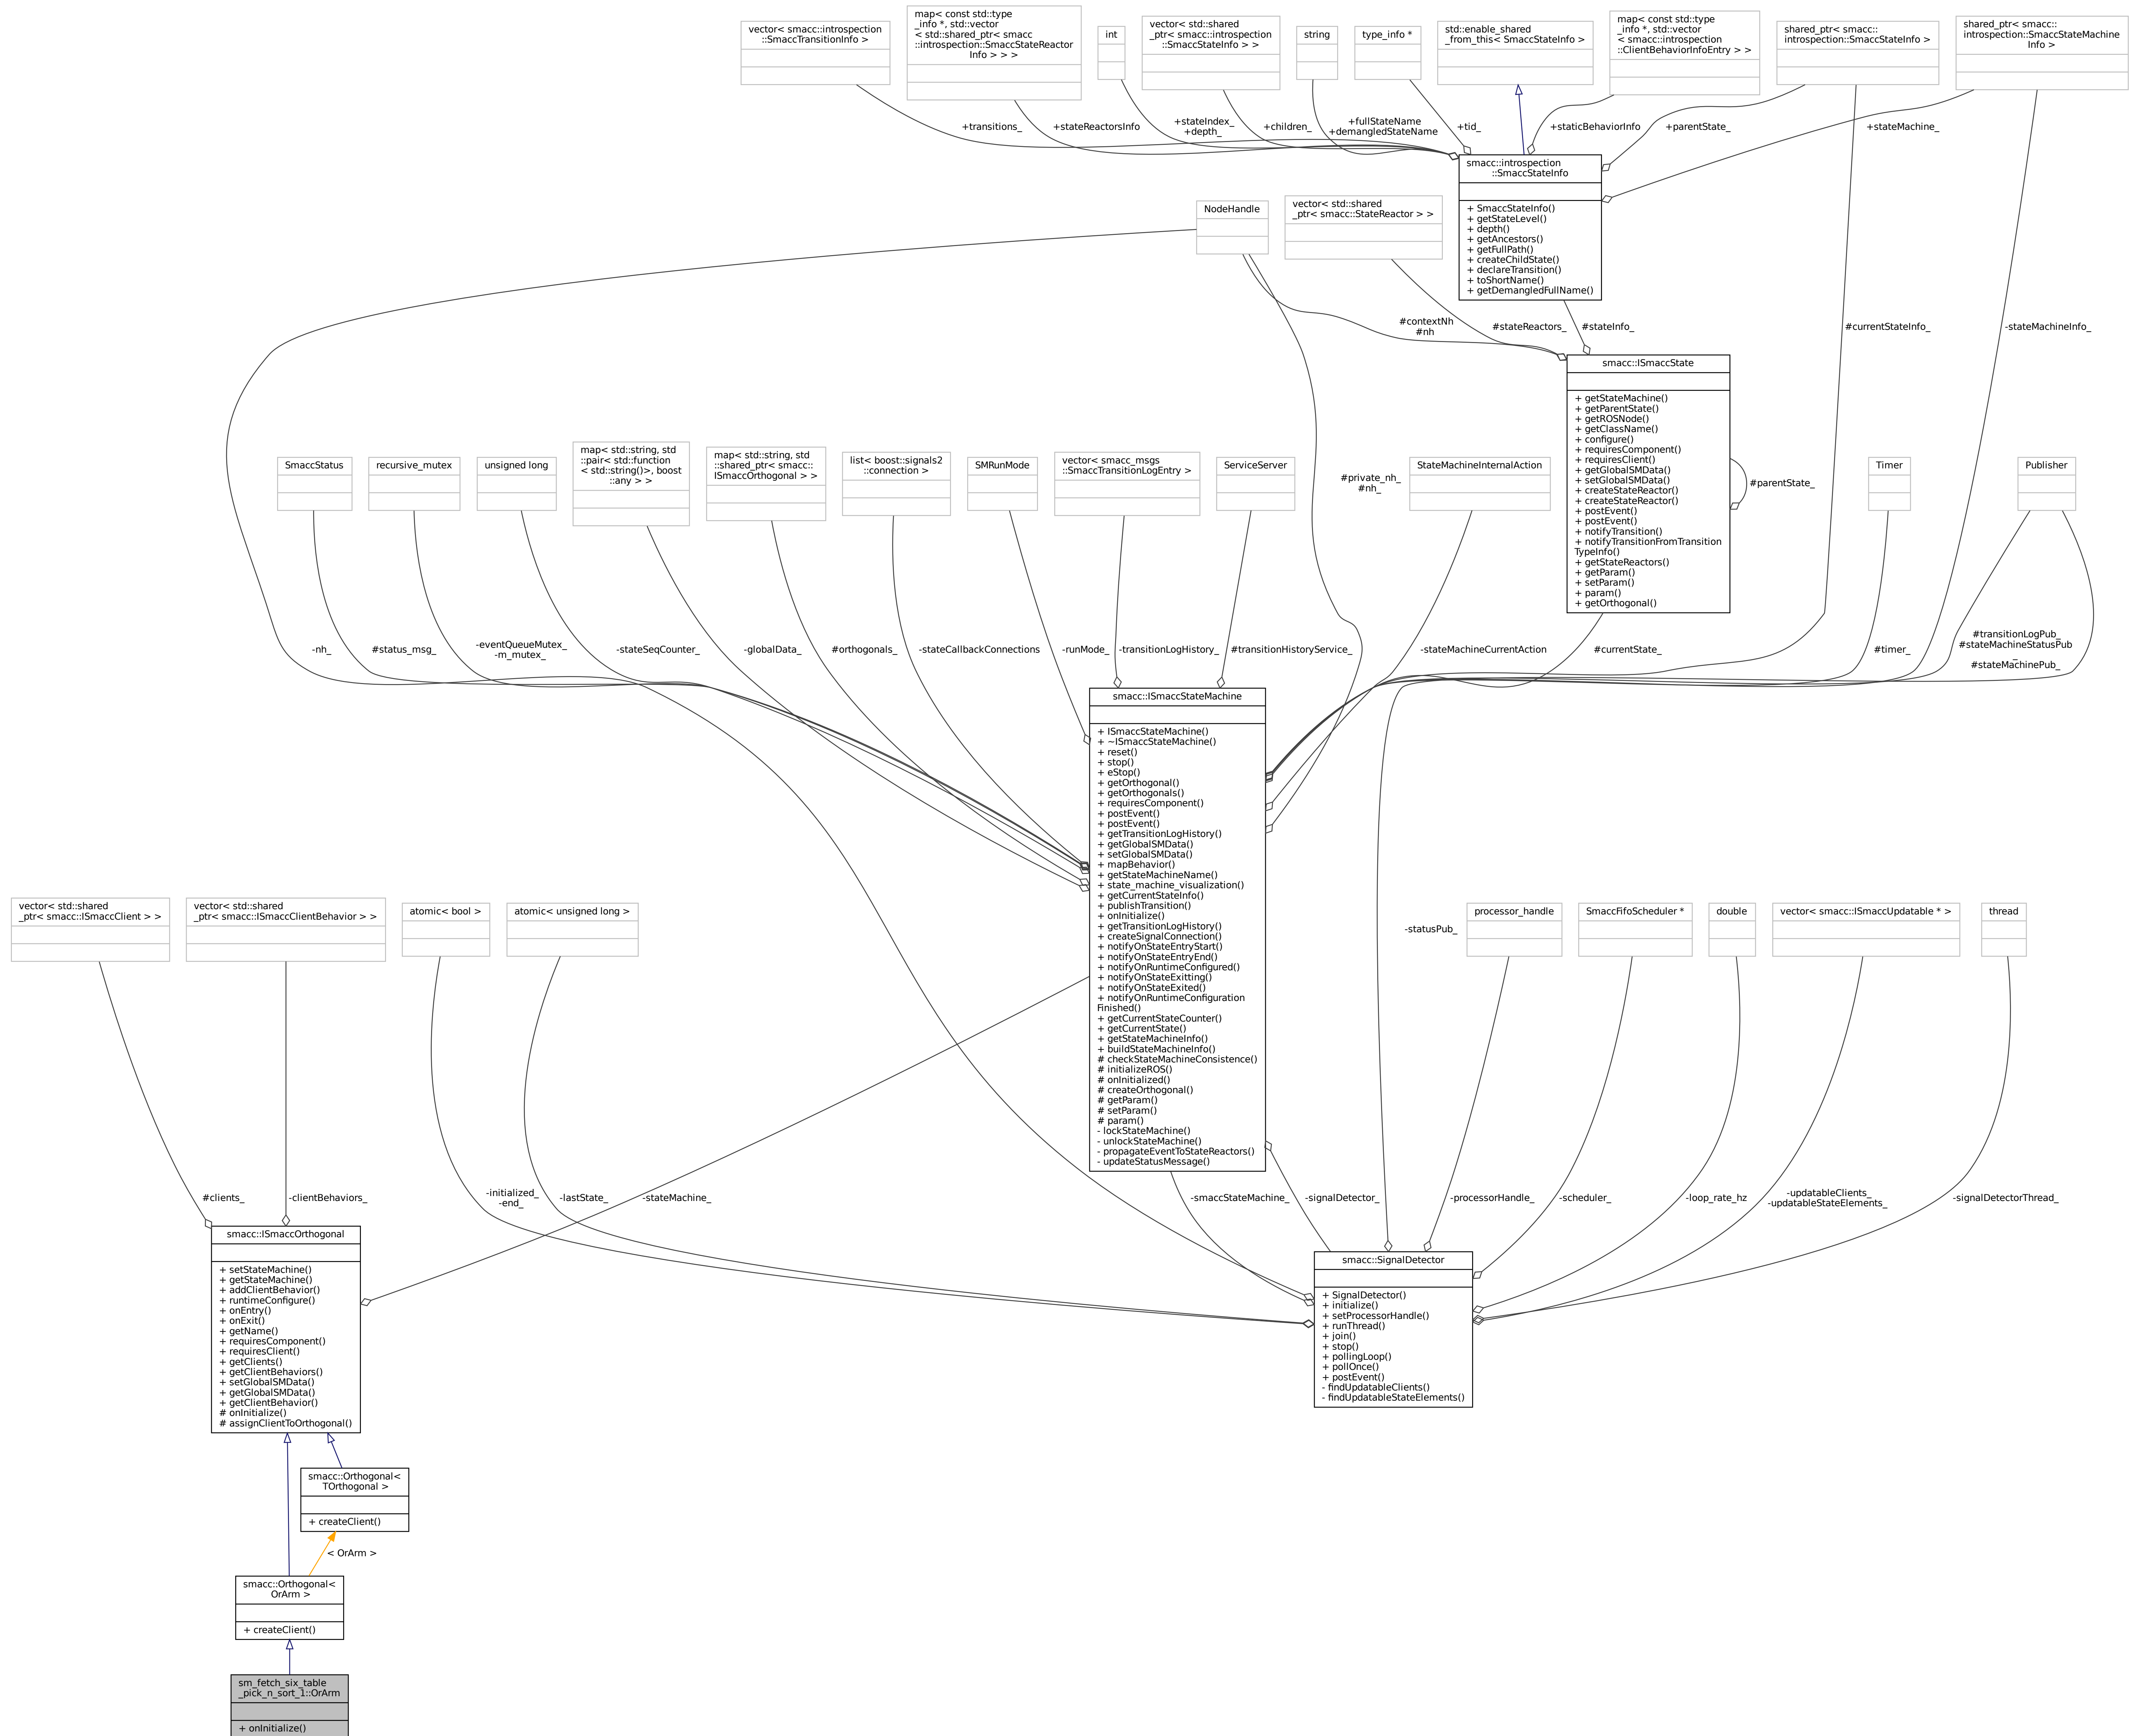 vector< smacc::introspection
::SmaccTransitionInfo >
map< const std::type
_info *, std::vector
< std::shared_ptr< smacc
::introspection::SmaccStateReactor
Info > > >
int
vector< std::shared
_ptr< smacc::introspection
::SmaccStateInfo > >
string
type_info *
std::enable_shared
_from_this< SmaccStateInfo >
map< const std::type
_info *, std::vector
< smacc::introspection
::ClientBehaviorInfoEntry > >
shared_ptr< smacc::
introspection::SmaccStateInfo >
shared_ptr< smacc::
introspection::SmaccStateMachine
Info >
+transitions_
+stateReactorsInfo
+stateIndex_
+depth_
+children_
+fullStateName
+demangledStateName
+tid_
+staticBehaviorInfo
+parentState_
+stateMachine_
smacc::introspection
::SmaccStateInfo
+ SmaccStateInfo()
+ getStateLevel()
+ depth()
+ getAncestors()
+ getFullPath()
+ createChildState()
+ declareTransition()
+ toShortName()
+ getDemangledFullName()
NodeHandle
vector< std::shared
_ptr< smacc::StateReactor > >
#contextNh
#nh
#stateReactors_
#stateInfo_
#currentStateInfo_
-stateMachineInfo_
smacc::ISmaccState
+ getStateMachine()
+ getParentState()
+ getROSNode()
+ getClassName()
+ configure()
+ requiresComponent()
+ requiresClient()
+ getGlobalSMData()
+ setGlobalSMData()
+ createStateReactor()
+ createStateReactor()
+ postEvent()
+ postEvent()
+ notifyTransition()
+ notifyTransitionFromTransition
TypeInfo()
+ getStateReactors()
+ getParam()
+ setParam()
+ param()
+ getOrthogonal()
#parentState_
SmaccStatus
recursive_mutex
unsigned long
map< std::string, std
::pair< std::function
< std::string()>, boost
::any > >
map< std::string, std
::shared_ptr< smacc::
ISmaccOrthogonal > >
list< boost::signals2
::connection >
SMRunMode
vector< smacc_msgs
::SmaccTransitionLogEntry >
ServiceServer
#private_nh_
#nh_
StateMachineInternalAction
Timer
Publisher
-nh_
#status_msg_
-eventQueueMutex_
-m_mutex_
-stateSeqCounter_
-globalData_
#orthogonals_
-stateCallbackConnections
-runMode_
-transitionLogHistory_
#transitionHistoryService_
-stateMachineCurrentAction
#currentState_
#timer_
#transitionLogPub_
#stateMachineStatusPub
_
#stateMachinePub_
smacc::ISmaccStateMachine
+ ISmaccStateMachine()
+ ~ISmaccStateMachine()
+ reset()
+ stop()
+ eStop()
+ getOrthogonal()
+ getOrthogonals()
+ requiresComponent()
+ postEvent()
+ postEvent()
+ getTransitionLogHistory()
+ getGlobalSMData()
+ setGlobalSMData()
+ mapBehavior()
+ getStateMachineName()
+ state_machine_visualization()
+ getCurrentStateInfo()
+ publishTransition()
+ onInitialize()
+ getTransitionLogHistory()
+ createSignalConnection()
+ notifyOnStateEntryStart()
+ notifyOnStateEntryEnd()
+ notifyOnRuntimeConfigured()
+ notifyOnStateExitting()
+ notifyOnStateExited()
+ notifyOnRuntimeConfiguration
Finished()
+ getCurrentStateCounter()
+ getCurrentState()
+ getStateMachineInfo()
+ buildStateMachineInfo()
# checkStateMachineConsistence()
# initializeROS()
# onInitialized()
# createOrthogonal()
# getParam()
# setParam()
# param()
- lockStateMachine()
- unlockStateMachine()
- propagateEventToStateReactors()
- updateStatusMessage()
vector< std::shared
_ptr< smacc::ISmaccClient > >
vector< std::shared
_ptr< smacc::ISmaccClientBehavior > >
atomic< bool >
atomic< unsigned long >
-statusPub_
processor_handle
SmaccFifoScheduler *
double
vector< smacc::ISmaccUpdatable * >
thread
#clients_
-clientBehaviors_
-stateMachine_
-initialized_
-end_
-lastState_
-smaccStateMachine_
-signalDetector_
-processorHandle_
-scheduler_
-loop_rate_hz
-updatableClients_
-updatableStateElements_
-signalDetectorThread_
smacc::ISmaccOrthogonal
+ setStateMachine()
+ getStateMachine()
+ addClientBehavior()
+ runtimeConfigure()
+ onEntry()
+ onExit()
+ getName()
+ requiresComponent()
+ requiresClient()
+ getClients()
+ getClientBehaviors()
+ setGlobalSMData()
+ getGlobalSMData()
+ getClientBehavior()
# onInitialize()
# assignClientToOrthogonal()
smacc::SignalDetector
+ SignalDetector()
+ initialize()
+ setProcessorHandle()
+ runThread()
+ join()
+ stop()
+ pollingLoop()
+ pollOnce()
+ postEvent()
- findUpdatableClients()
- findUpdatableStateElements()
smacc::Orthogonal<
TOrthogonal >
+ createClient()
< OrArm >
smacc::Orthogonal<
OrArm >
+ createClient()
sm_fetch_six_table
_pick_n_sort_1::OrArm
+ onInitialize()